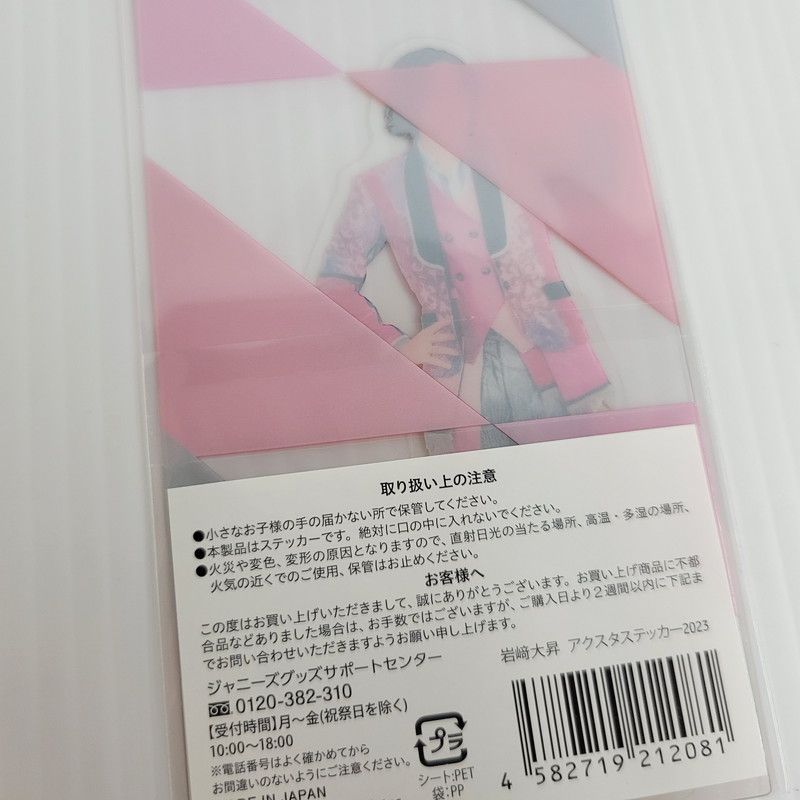 取り扱い上の注意
●小さなお子様の手の届かない所で保管してください。
●本製品はステッカーです。絶対に口の中に入れないでください。
●火災や変色、変形の原因となりますので、直射日光の当たる場所、高温・多湿の場所、
火気の近くでのご使用、保管はお止めください。
お客様へ
この度はお買い上げいただきまして、誠にありがとうございます。お買い上げ商品に不都
合品などありました場合は、お手数ではございますが、ご購入日より2週間以内に下記ま
でお問い合わせいただきますようお願い申し上げます。
ジャニーズグッズサポートセンター
0120-382-310
【受付時間】月〜金(祝祭日を除く)
10:00〜18:00
※電話番号はよく確かめてから
お間違いのないようにご注意ください。
DE IN JAPAN
プラ
シート:PET
袋:PP
岩﨑大昇 アクスタステッカー2023
4 582719 212081